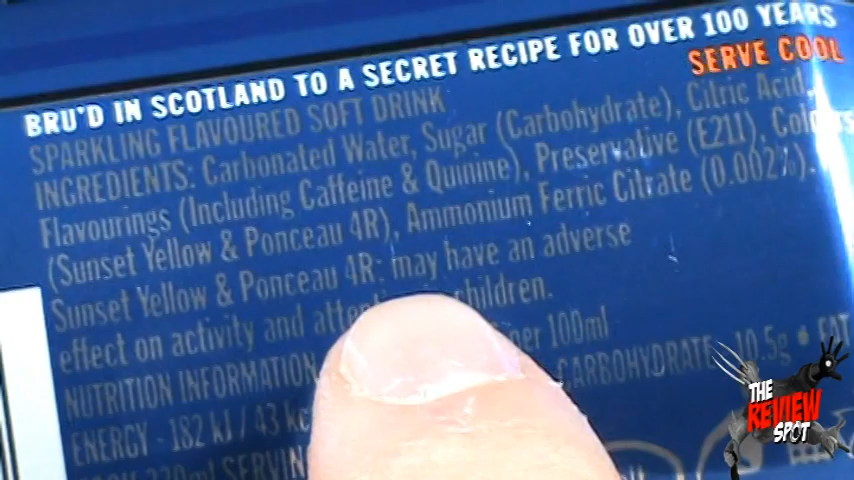 BRU'D IN SCOTLAND TO A SECRET RECIPE FOR OVER 100 YEARS
SERVE COOL
SPARKLING FLAVOURED SOFT DRINK
INGREDIENTS: Carbonated Water, Sugar (Carbohydrate), Citric Acid,
Flavourings (Including Caffeine & Quinine), Preservative (E211), Colours
(Sunset Yellow & Ponceau 4R), Ammonium Ferric Citrate (0.002%).
Sunset Yellow & Ponceau 4R: may have an adverse
effect on activity and attention children.
NUTRITION INFORMATION per 100ml
ENERGY - 182 kJ / 43 kc CARBOHYDRATE - 10.5g • FAT
330ml SERVIN
THE
REVIEW
SPOT